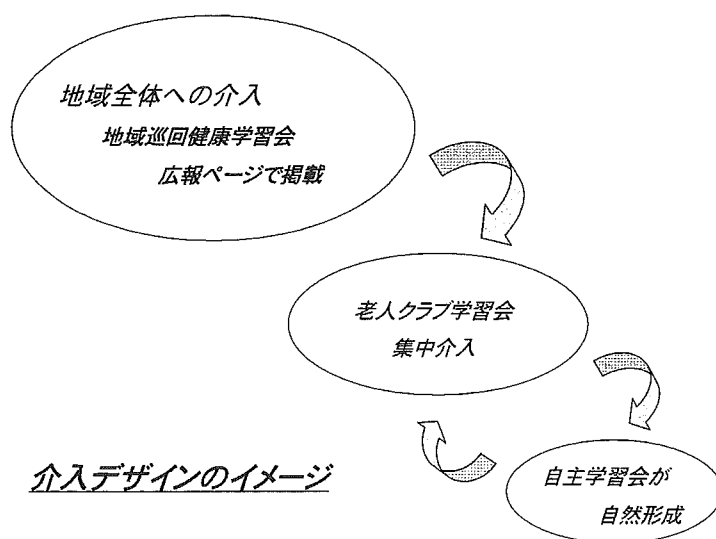 地域全体への介入
地域巡回健康学習会
広報ページで掲載
老人クラブ学習会
集中介入
自主学習会が
自然形成
介入デザインのイメージ